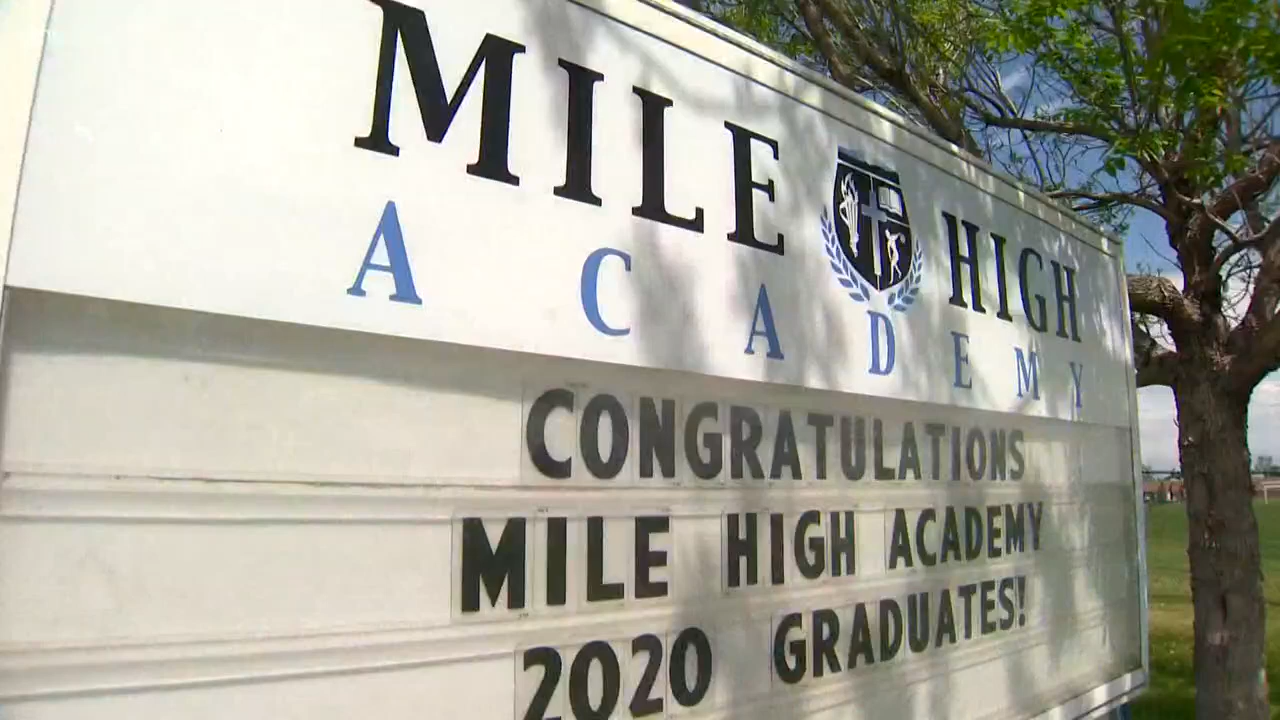 MILE HIGH
ACADEMY
CONGRATULATIONS
MILE HIGH ACADEMY
2020 GRADUATES!